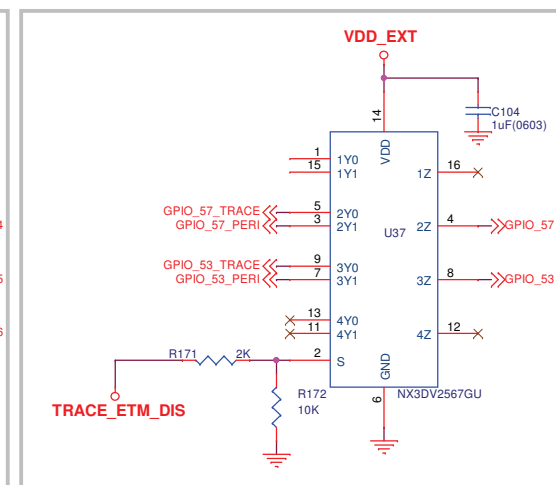 VDD_EXT
C104
1uF(0603)
14
VDD
1
1Y0
15
1Y1
1Z
16
GPIO_57_TRACE
5
2Y0
GPIO_57_PERI
3
2Y1
U37
2Z
4
GPIO_57
GPIO_53_TRACE
9
3Y0
GPIO_53_PERI
7
3Y1
3Z
8
GPIO_53
13
4Y0
11
4Y1
4Z
12
R171
2K
2
S
GND
R172
10K
6
NX3DV2567GU
TRACE_ETM_DIS
4
5
6